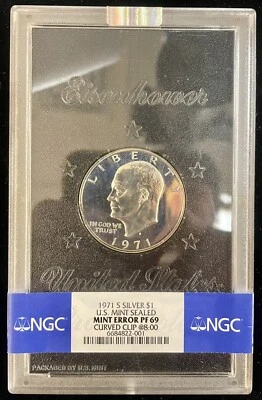 Eisenhower
LIBERTY
IN GOD WE
TRUST
1971
United States
NGC
1971 S SILVER $1
U.S. MINT SEALED
MINT ERROR PF 69
CURVED CLIP @8:00
6684822-001
NGC
PACKAGED BY U.S. MINT